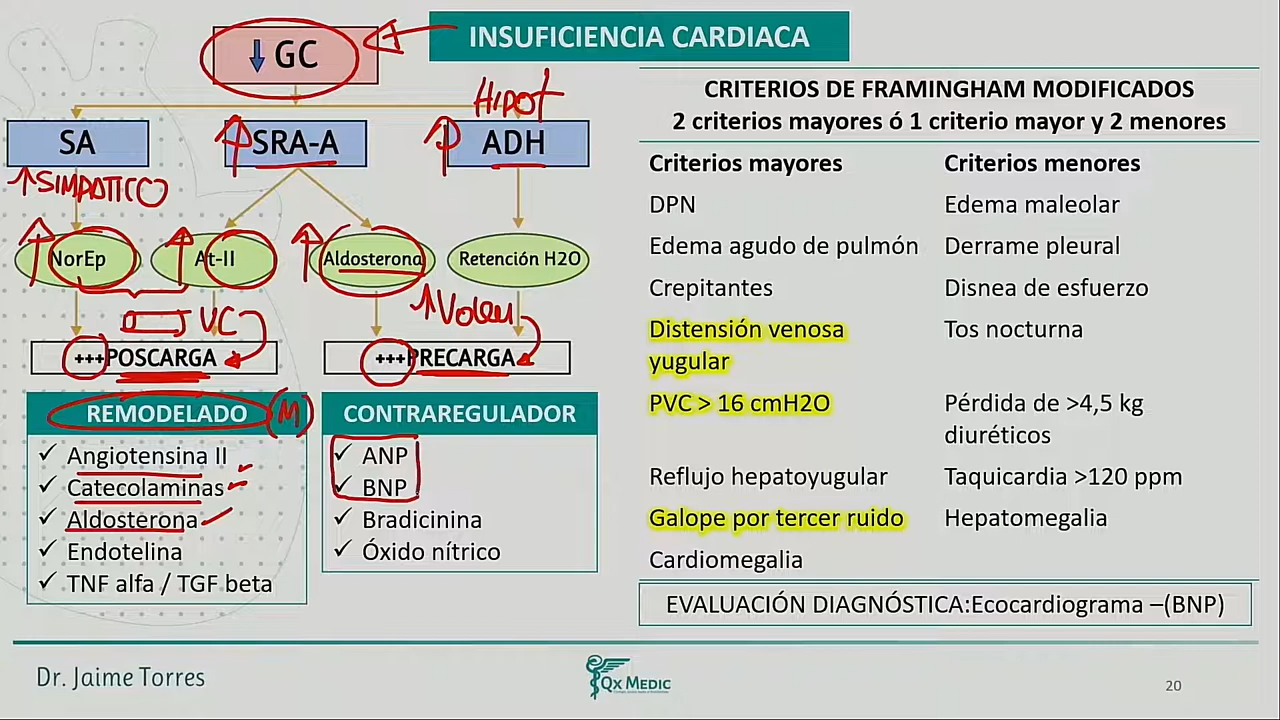 INSUFICIENCIA CARDIACA
↓ GC
HIPOT
SA
SRA-A
ADH
↑SIMPATICO
NorEp
At-II
Aldosterona
Retención H2O
VC
+++POSCARGA
+++PRECARGA
REMODELADO (M)
✓ Angiotensina II
✓ Catecolaminas
✓ Aldosterona
✓ Endotelina
✓ TNF alfa / TGF beta
CONTRAREGULADOR
✓ ANP
✓ BNP
✓ Bradicinina
✓ Óxido nítrico
CRITERIOS DE FRAMINGHAM MODIFICADOS
2 criterios mayores ó 1 criterio mayor y 2 menores
Criterios mayores
Criterios menores
DPN
Edema maleolar
Edema agudo de pulmón
Derrame pleural
Crepitantes
Disnea de esfuerzo
Distensión venosa
yugular
Tos nocturna
PVC > 16 cmH2O
Pérdida de >4,5 kg
diuréticos
Reflujo hepatoyugular
Taquicardia >120 ppm
Galope por tercer ruido
Hepatomegalia
Cardiomegalia
EVALUACIÓN DIAGNÓSTICA:Ecocardiograma –(BNP)
Dr. Jaime Torres
QX MEDIC
20